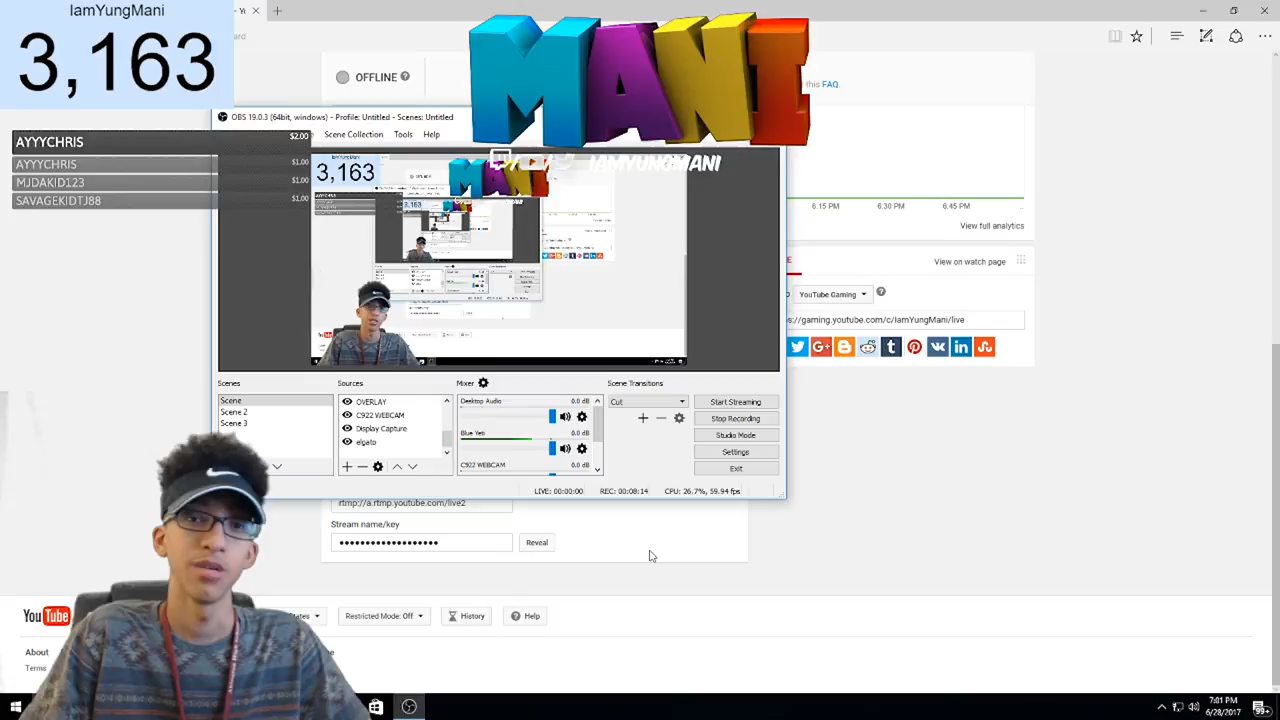 IamYungMani
3,163
MANI
IAMYUNGMANI
OFFLINE
this FAQ.
OBS 19.0.3 (64bit, windows) - Profile: Untitled - Scenes: Untitled
Scene Collection Tools Help
AYYYCHRIS $2.00
AYYYCHRIS $1.00
MJDAKID123 $1.00
SAVAGEKIDTJ88 $1.00
IamYungMani
3,163
MANI
6:15 PM 6:30 PM 6:45 PM
View full analytics
View on watch page
YouTube Gaming
s://gaming.youtube.com/c/IamYungMani/live
Scenes Sources Mixer Scene Transitions
Scene
Scene 2
Scene 3
OVERLAY
C922 WEBCAM
Display Capture
elgato
Desktop Audio 0.0 dB
Blue Yeti 0.0 dB
C922 WEBCAM 0.0 dB
Cut
Start Streaming
Stop Recording
Studio Mode
Settings
Exit
LIVE: 00:00:00 REC: 00:08:14 CPU: 26.7%, 59.94 fps
rtmp://a.rtmp.youtube.com/live2
Stream name/key
Reveal
YouTube
States Restricted Mode: Off History Help
About
Terms
7:01 PM
6/28/2017
99+